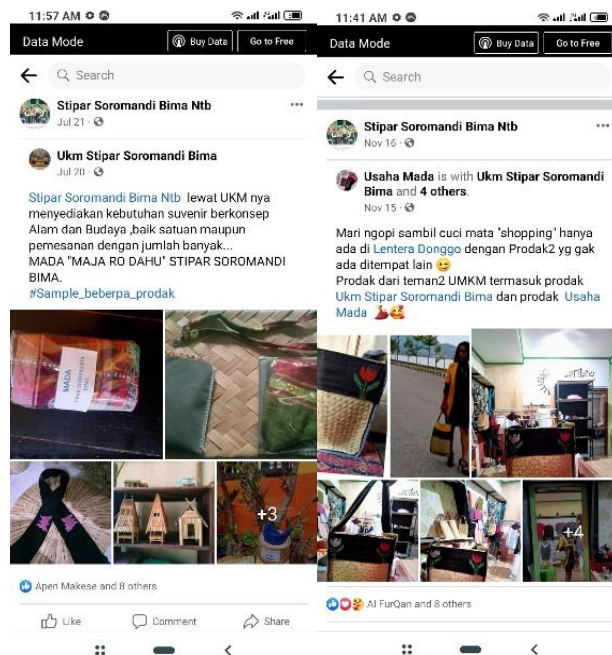 11:57 AM
Data Mode
Buy Data
Go to Free
Search
Stipar Soromandi Bima Ntb
Jul 21
Ukm Stipar Soromandi Bima
Jul 20
Stipar Soromandi Bima Ntb lewat UKM nya
menyediakan kebutuhan suvenir berkonsep
Alam dan Budaya ,baik satuan maupun
pemesanan dengan jumlah banyak...
MADA "MAJA RO DAHU" STIPAR SOROMANDI
BIMA.
#Sample_beberpa_prodak
MADA
+3
Apen Makese and 8 others
Like
Comment
Share
11:41 AM
Data Mode
Buy Data
Go to Free
Search
Stipar Soromandi Bima Ntb
Nov 16
Usaha Mada is with Ukm Stipar Soromandi
Bima and 4 others.
Nov 15
Mari ngopi sambil cuci mata "shopping" hanya
ada di Lentera Donggo dengan Prodak2 yg gak
ada ditempat lain
Prodak dari teman2 UMKM termasuk prodak
Ukm Stipar Soromandi Bima dan prodak Usaha
Mada
+4
Al FurQan and 8 others